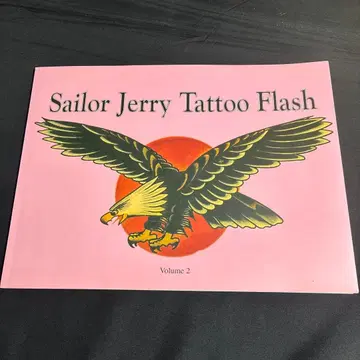 Sailor Jerry Tattoo Flash
Volume 2